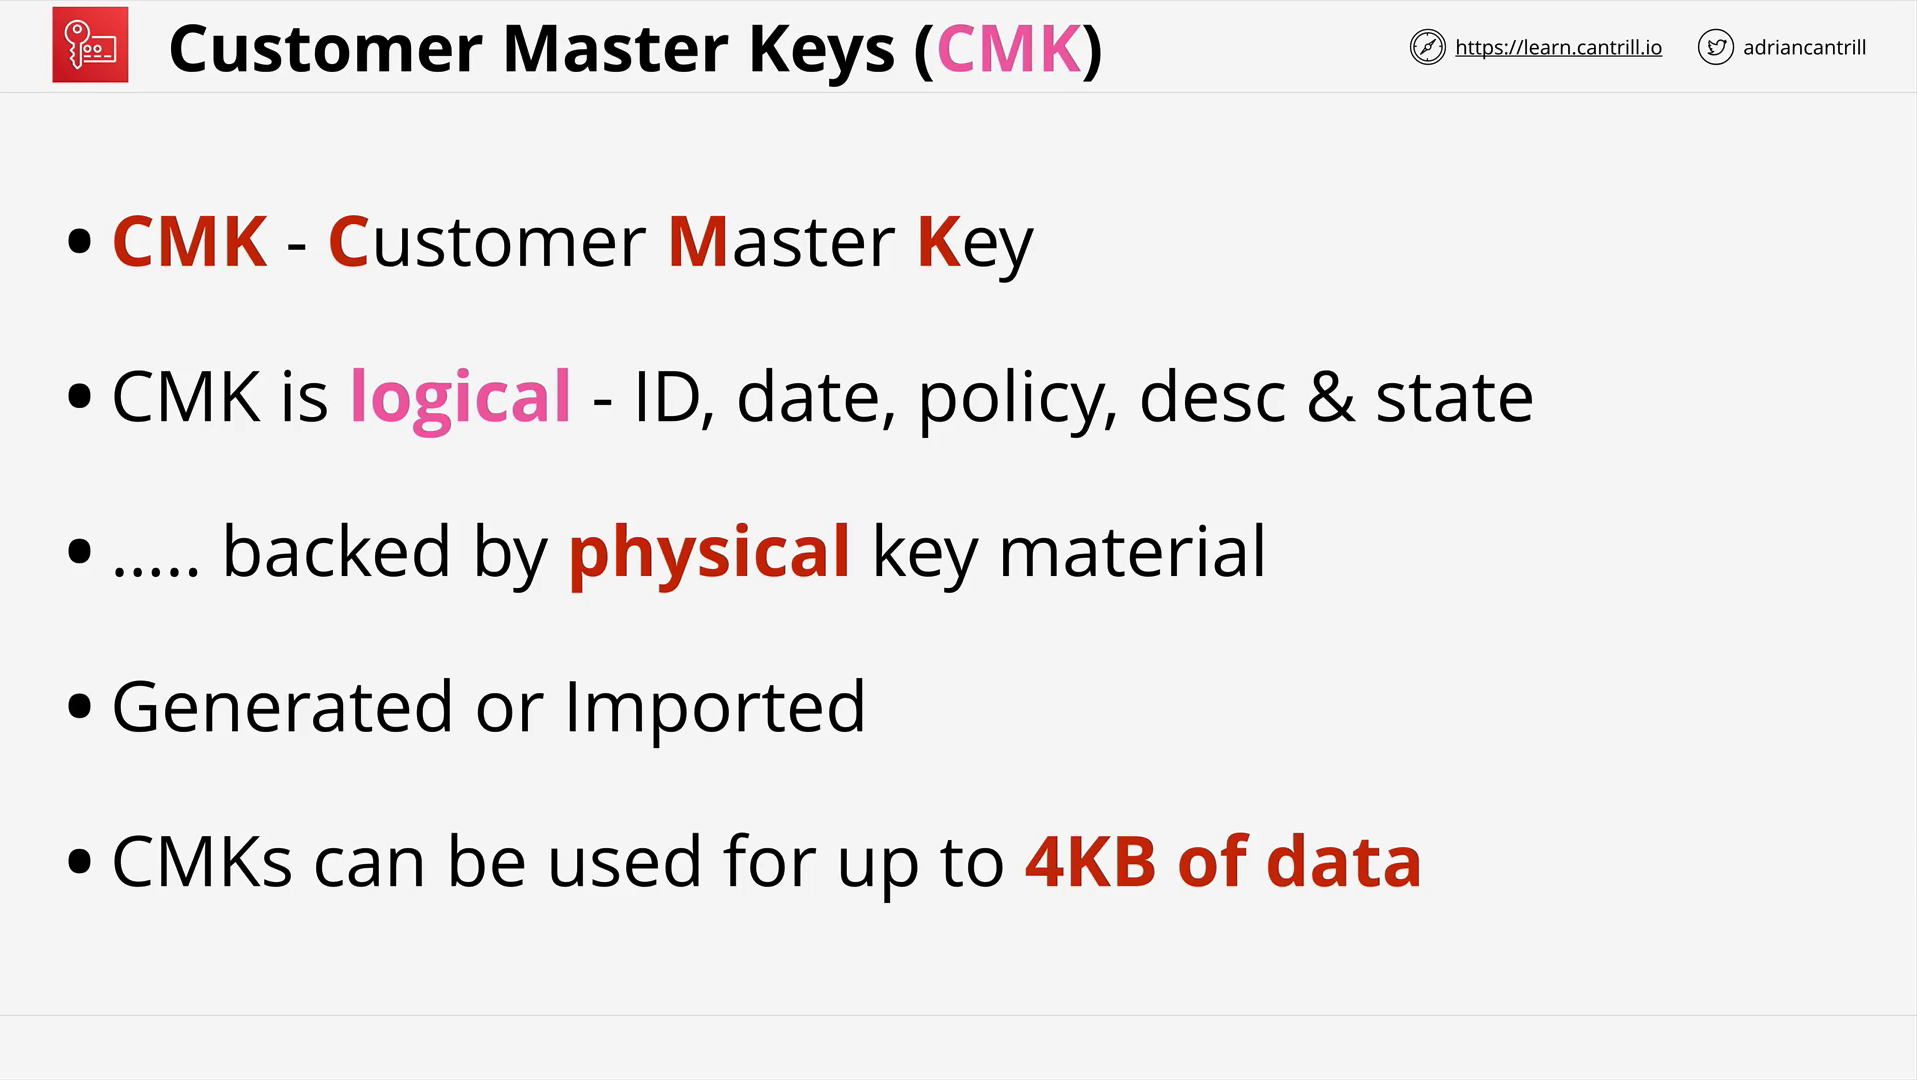 Customer Master Keys (CMK)
https://learn.cantrill.io
adriancantrill
• CMK - Customer Master Key
• CMK is logical - ID, date, policy, desc & state
• ..... backed by physical key material
• Generated or Imported
• CMKs can be used for up to 4KB of data